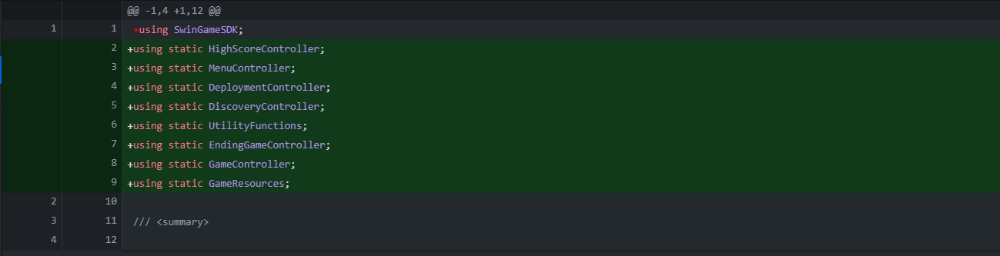 @@ -1,4 +1,12 @@
1 1 •using SwinGameSDK;
2 +using static HighScoreController;
3 +using static MenuController;
4 +using static DeploymentController;
5 +using static DiscoveryController;
6 +using static UtilityFunctions;
7 +using static EndingGameController;
8 +using static GameController;
9 +using static GameResources;
2 10
3 11 /// <summary>
4 12